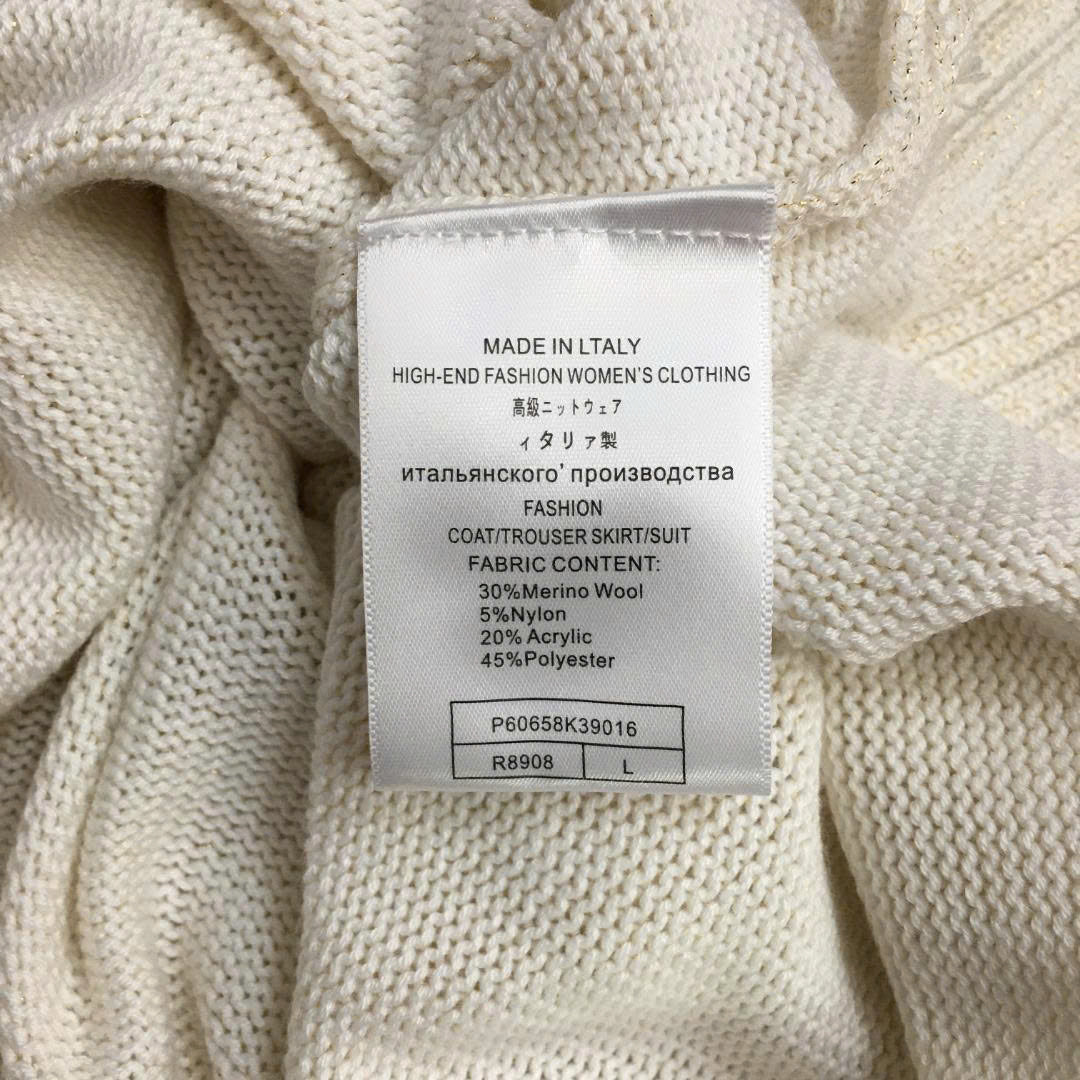 MADE IN LTALY
HIGH-END FASHION WOMEN'S CLOTHING
高級ニットウェア
ィタリァ製
итальянского' производства
FASHION
COAT/TROUSER SKIRT/SUIT
FABRIC CONTENT:
30%Merino Wool
5%Nylon
20% Acrylic
45%Polyester
P60658K39016
R8908 L